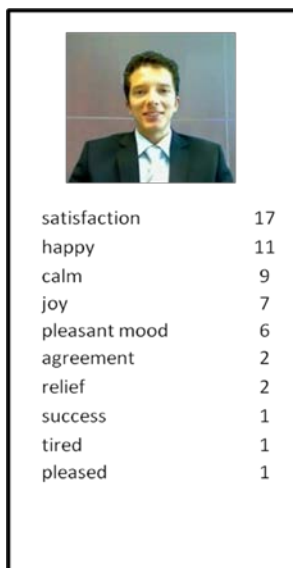 satisfaction 17
happy 11
calm 9
joy 7
pleasant mood 6
agreement 2
relief 2
success 1
tired 1
pleased 1